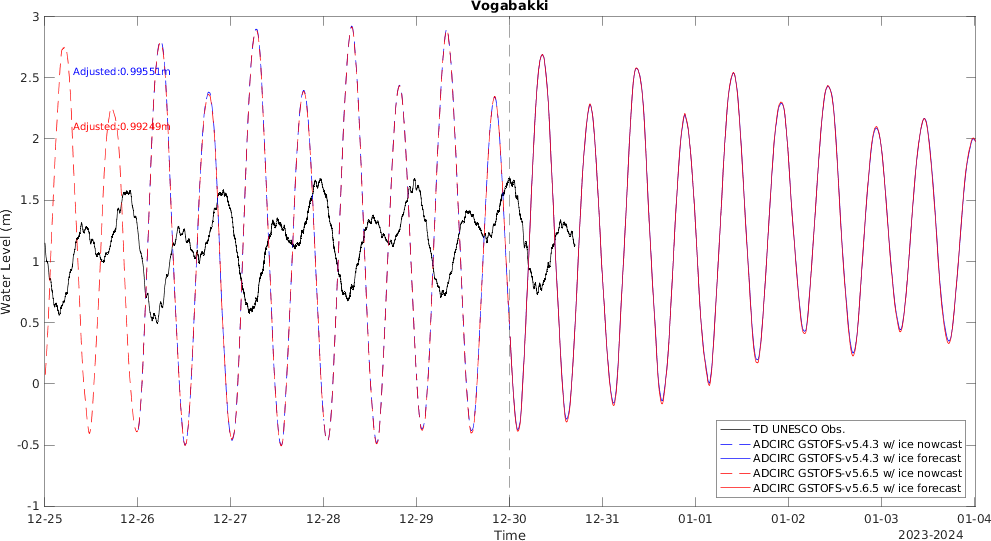 Vogabakki
3
2.5
2
1.5
1
0.5
0
-0.5
-1
Water Level (m)
Adjusted:0.99551m
Adjusted:0.99249m
TD UNESCO Obs.
ADCIRC GSTOFS-v5.4.3 w/ ice nowcast
ADCIRC GSTOFS-v5.4.3 w/ ice forecast
ADCIRC GSTOFS-v5.6.5 w/ ice nowcast
ADCIRC GSTOFS-v5.6.5 w/ ice forecast
12-25 12-26 12-27 12-28 12-29 12-30 12-31 01-01 01-02 01-03 01-04
Time
2023-2024